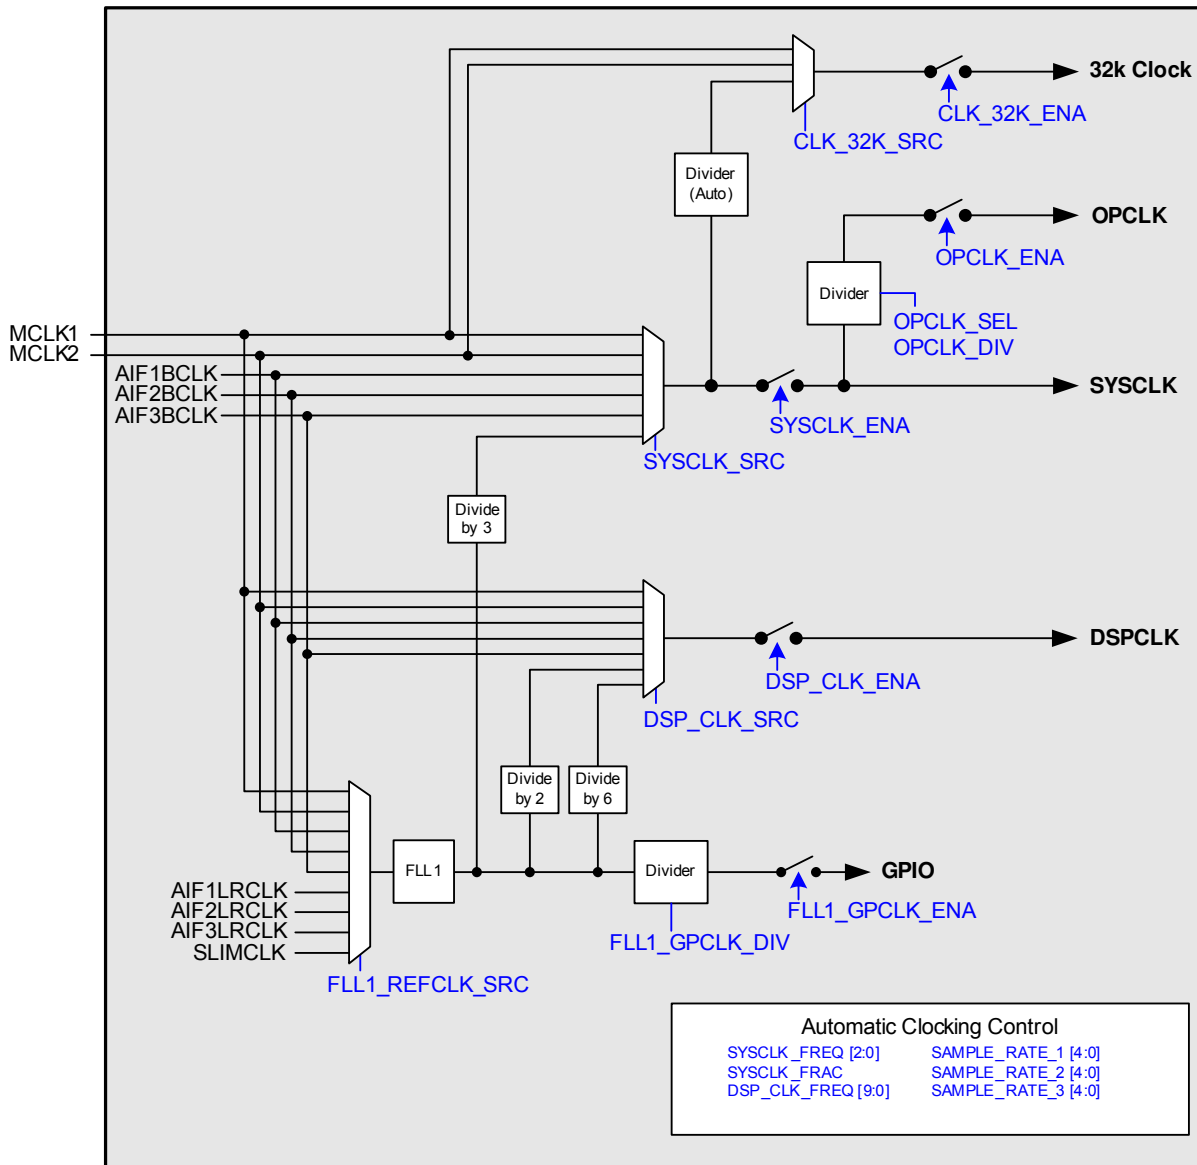 32k Clock
CLK_32K_ENA
CLK_32K_SRC
Divider
(Auto)
OPCLK
OPCLK_ENA
Divider
OPCLK_SEL
OPCLK_DIV
MCLK1
MCLK2
AIF1BCLK
AIF2BCLK
AIF3BCLK
SYSCLK
SYSCLK_ENA
SYSCLK_SRC
Divide
by 3
DSPCLK
DSP_CLK_ENA
DSP_CLK_SRC
Divide
by 2
Divide
by 6
FLL1
Divider
GPIO
AIF1LRCLK
AIF2LRCLK
AIF3LRCLK
SLIMCLK
FLL1_GPCLK_ENA
FLL1_GPCLK_DIV
FLL1_REFCLK_SRC
Automatic Clocking Control
SYSCLK_FREQ [2:0] SAMPLE_RATE_1 [4:0]
SYSCLK_FRAC SAMPLE_RATE_2 [4:0]
DSP_CLK_FREQ [9:0] SAMPLE_RATE_3 [4:0]